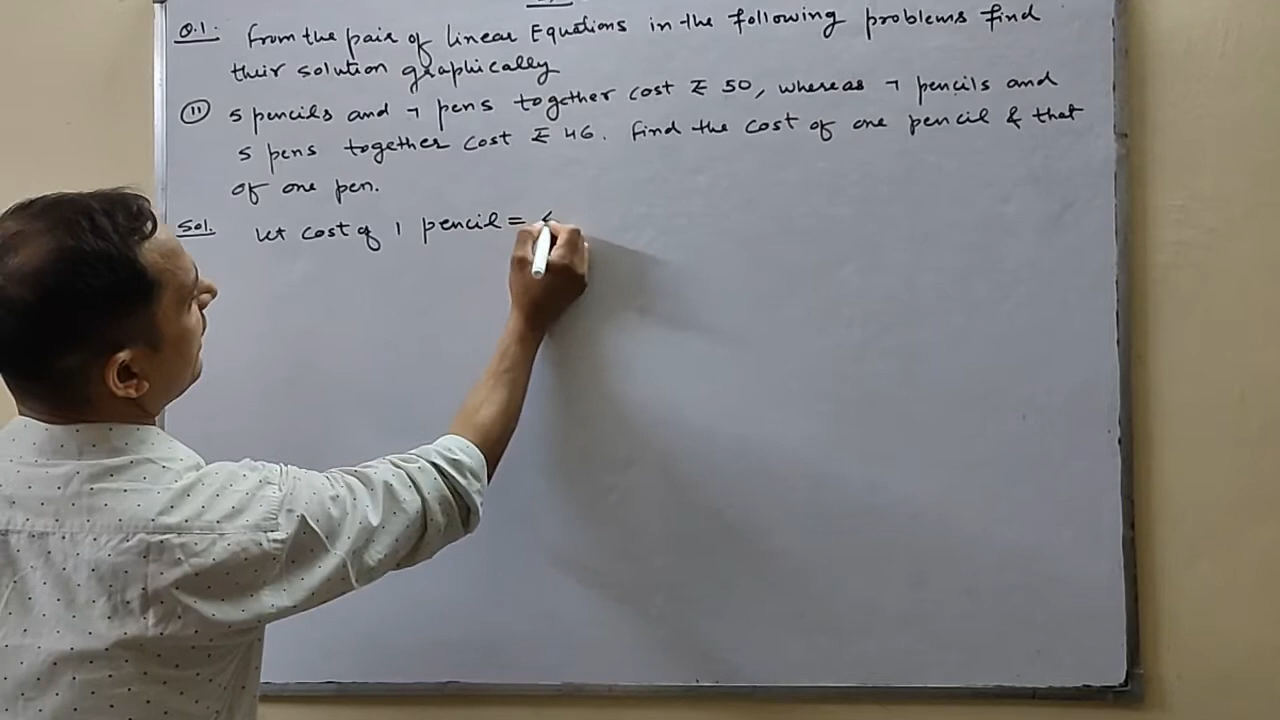 Q.1. From the pair of linear Equations in the following problems find
their solution graphically
(ii) 5 pencils and 7 pens together cost ₹ 50, whereas 7 pencils and
5 pens together cost ₹ 46. Find the cost of one pencil & that
of one pen.
Sol. Let cost of 1 pencil =